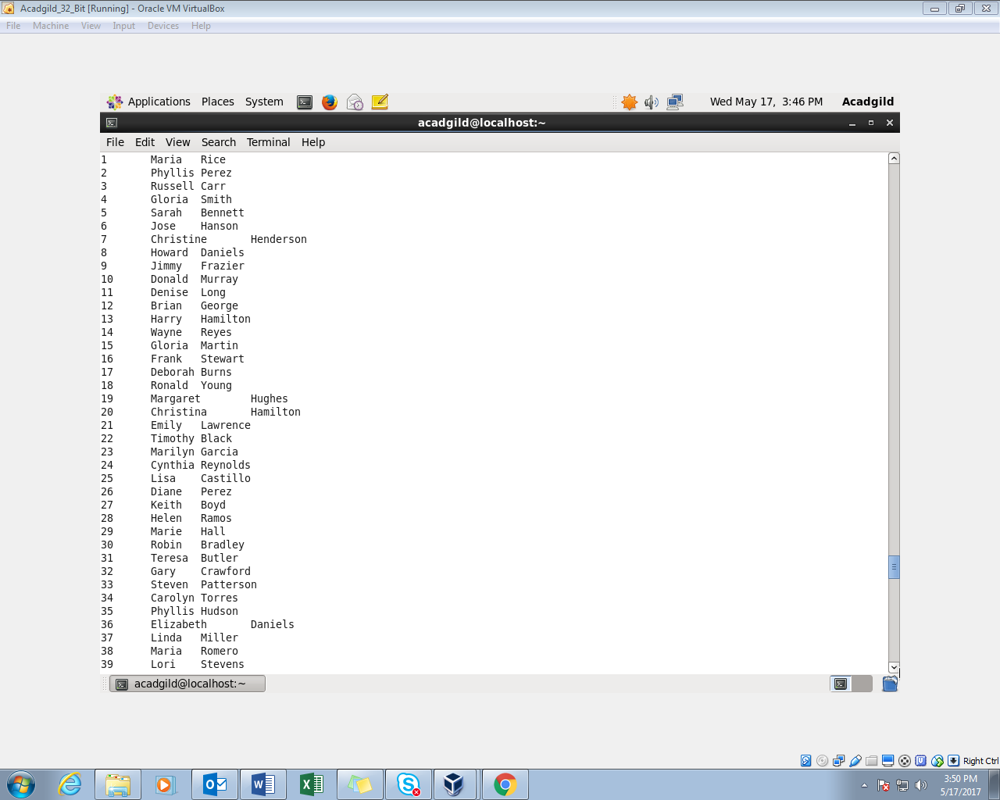 Acadgild_32_Bit [Running] - Oracle VM VirtualBox
File Machine View Input Devices Help
Applications Places System Wed May 17, 3:46 PM Acadgild
acadgild@localhost:~
File Edit View Search Terminal Help
1 Maria Rice
2 Phyllis Perez
3 Russell Carr
4 Gloria Smith
5 Sarah Bennett
6 Jose Hanson
7 Christine Henderson
8 Howard Daniels
9 Jimmy Frazier
10 Donald Murray
11 Denise Long
12 Brian George
13 Harry Hamilton
14 Wayne Reyes
15 Gloria Martin
16 Frank Stewart
17 Deborah Burns
18 Ronald Young
19 Margaret Hughes
20 Christina Hamilton
21 Emily Lawrence
22 Timothy Black
23 Marilyn Garcia
24 Cynthia Reynolds
25 Lisa Castillo
26 Diane Perez
27 Keith Boyd
28 Helen Ramos
29 Marie Hall
30 Robin Bradley
31 Teresa Butler
32 Gary Crawford
33 Steven Patterson
34 Carolyn Torres
35 Phyllis Hudson
36 Elizabeth Daniels
37 Linda Miller
38 Maria Romero
39 Lori Stevens
acadgild@localhost:~
Right Ctrl
3:50 PM
5/17/2017